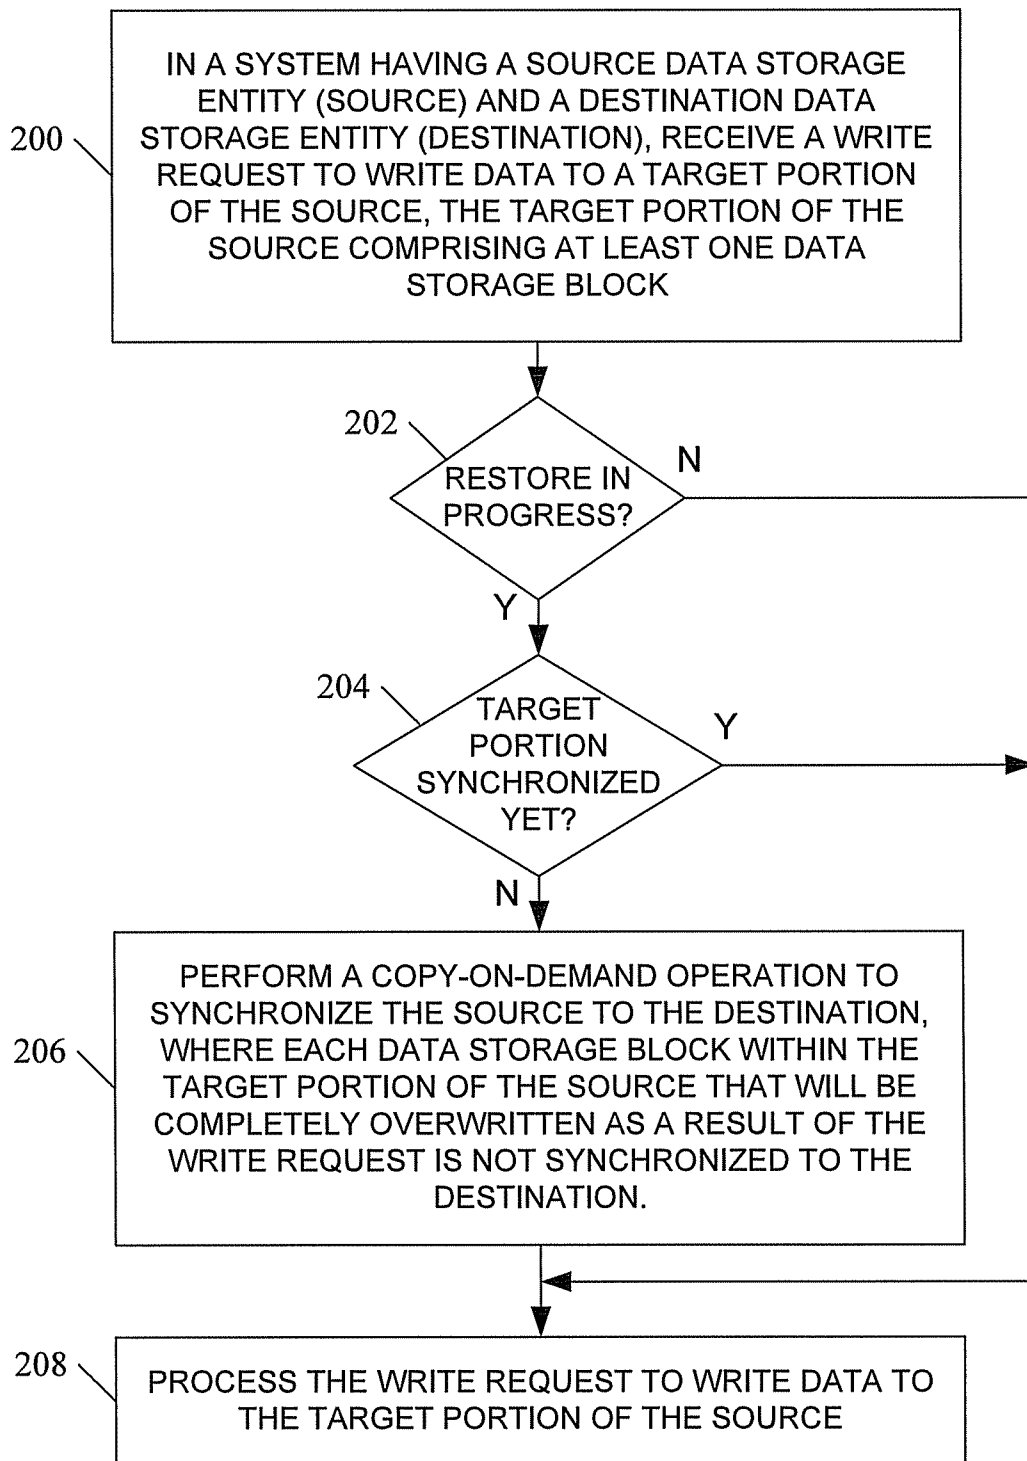 IN A SYSTEM HAVING A SOURCE DATA STORAGE
ENTITY (SOURCE) AND A DESTINATION DATA
200
STORAGE ENTITY (DESTINATION), RECEIVE A WRITE
REQUEST TO WRITE DATA TO A TARGET PORTION
OF THE SOURCE, THE TARGET PORTION OF THE
SOURCE COMPRISING AT LEAST ONE DATA
STORAGE BLOCK
202
N
RESTORE IN
PROGRESS?
Y
204
TARGET
PORTION
SYNCHRONIZED
YET?
Y
N
PERFORM A COPY-ON-DEMAND OPERATION TO
SYNCHRONIZE THE SOURCE TO THE DESTINATION,
206
WHERE EACH DATA STORAGE BLOCK WITHIN THE
TARGET PORTION OF THE SOURCE THAT WILL BE
COMPLETELY OVERWRITTEN AS A RESULT OF THE
WRITE REQUEST IS NOT SYNCHRONIZED TO THE
DESTINATION.
208
PROCESS THE WRITE REQUEST TO WRITE DATA TO
THE TARGET PORTION OF THE SOURCE